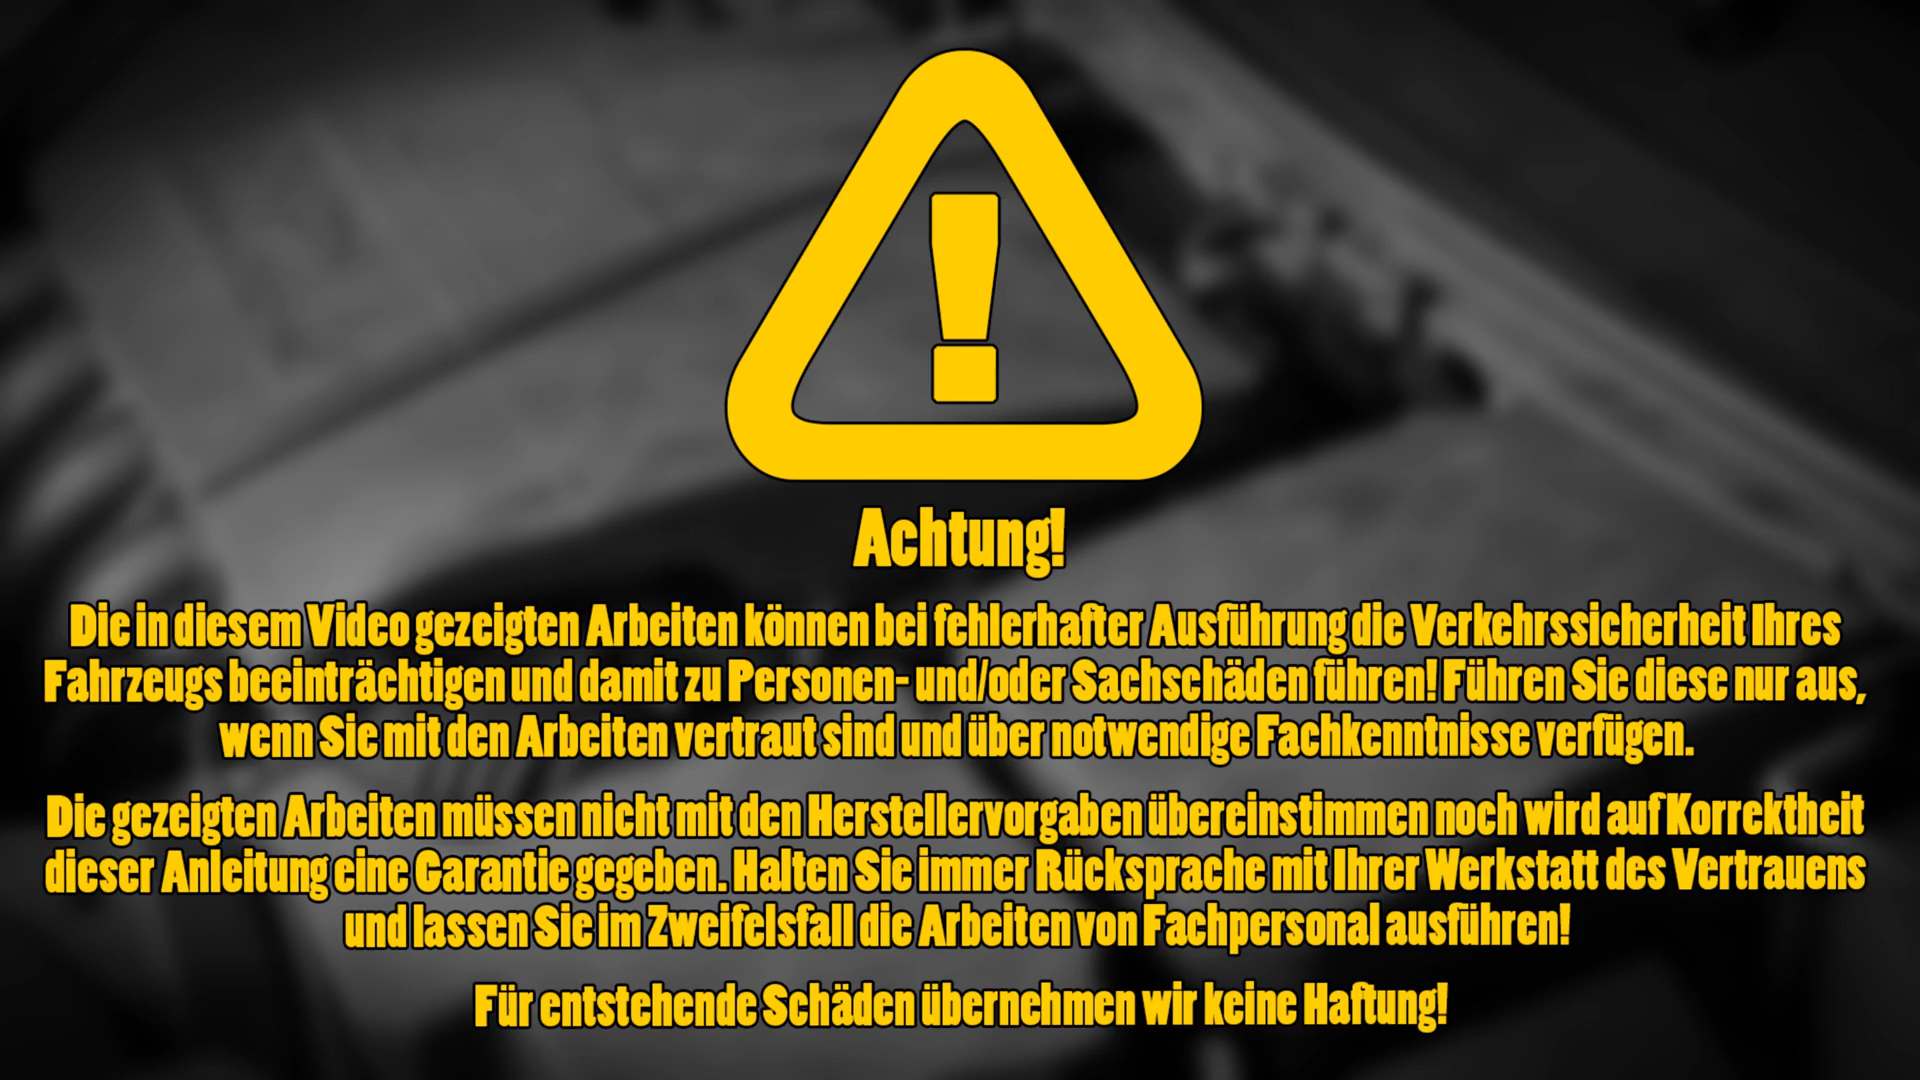 Achtung!
Die in diesem Video gezeigten Arbeiten können bei fehlerhafter Ausführung die Verkehrssicherheit Ihres
Fahrzeugs beeinträchtigen und damit zu Personen- und/oder Sachschäden führen! Führen Sie diese nur aus,
wenn Sie mit den Arbeiten vertraut sind und über notwendige Fachkenntnisse verfügen.
Die gezeigten Arbeiten müssen nicht mit den Herstellervorgaben übereinstimmen noch wird auf Korrektheit
dieser Anleitung eine Garantie gegeben. Halten Sie immer Rücksprache mit Ihrer Werkstatt des Vertrauens
und lassen Sie im Zweifelsfall die Arbeiten von Fachpersonal ausführen!
Für entstehende Schäden übernehmen wir keine Haftung!